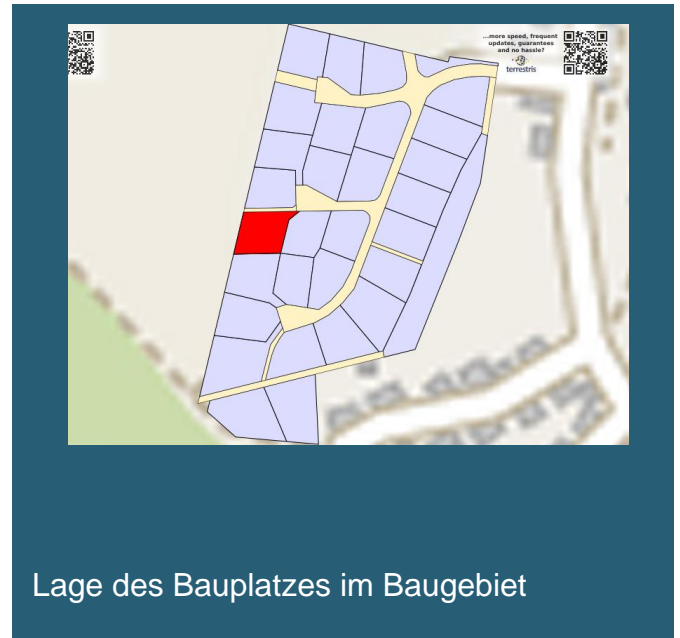 ...more speed, frequent
updates, guarantees
and no hassle?
terrestris
Lage des Bauplatzes im Baugebiet